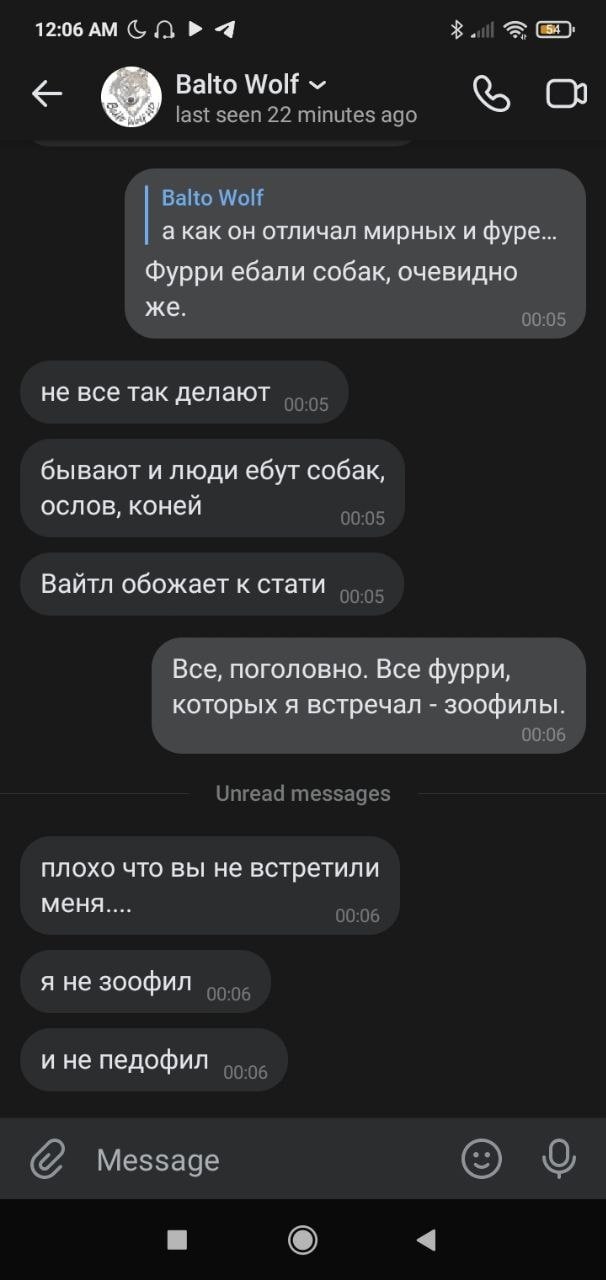 12:06 AM
54
Balto Wolf
last seen 22 minutes ago
Balto Wolf
а как он отличал мирных и фуре...
Фурри ебали собак, очевидно
же.
00:05
не все так делают 00:05
бывают и люди ебут собак,
ослов, коней
00:05
Вайтл обожает к стати 00:05
Все, поголовно. Все фурри,
которых я встречал - зоофилы.
00:06
Unread messages
плохо что вы не встретили
меня....
00:06
я не зоофил 00:06
и не педофил 00:06
Message